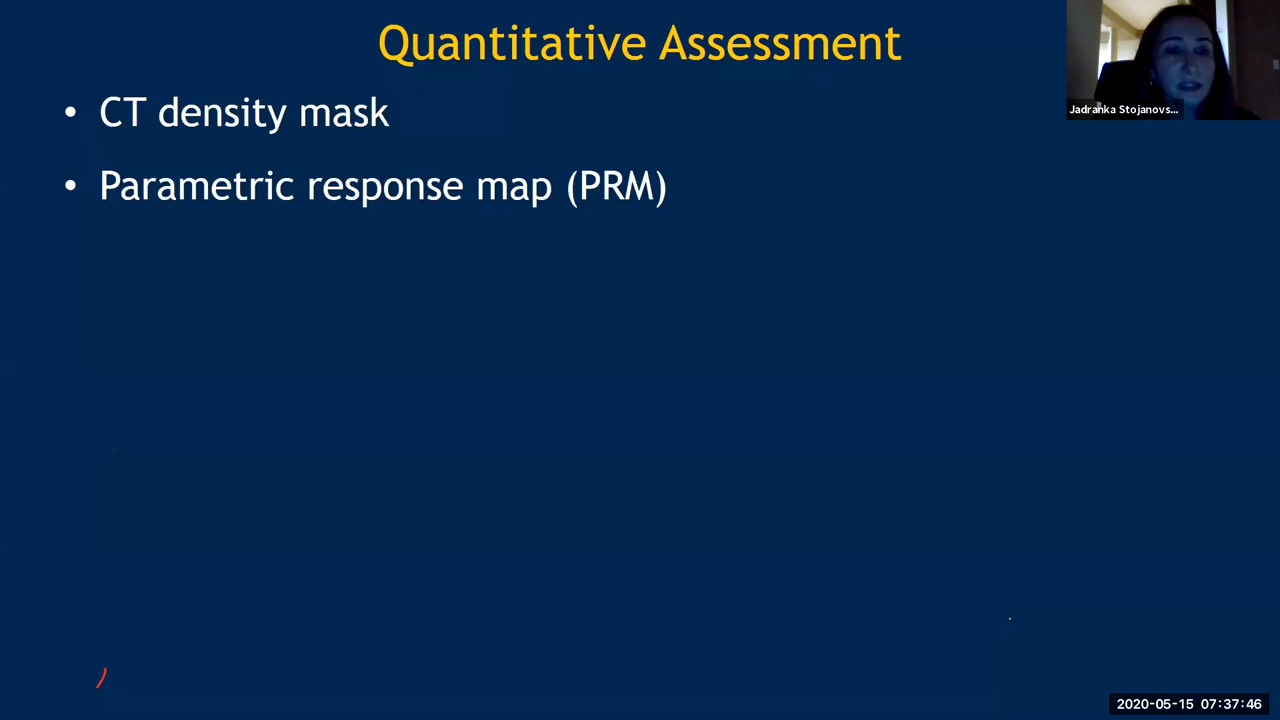 Quantitative Assessment
• CT density mask
• Parametric response map (PRM)
Jadranka Stojanovs...
2020-05-15 07:37:46